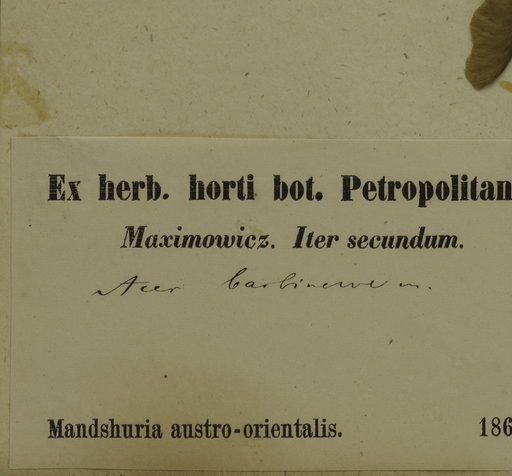 Ex herb. horti bot. Petropolitan
Maximowicz. Iter secundum.
Acer barbinerve m.
Mandshuria austro-orientalis. 186